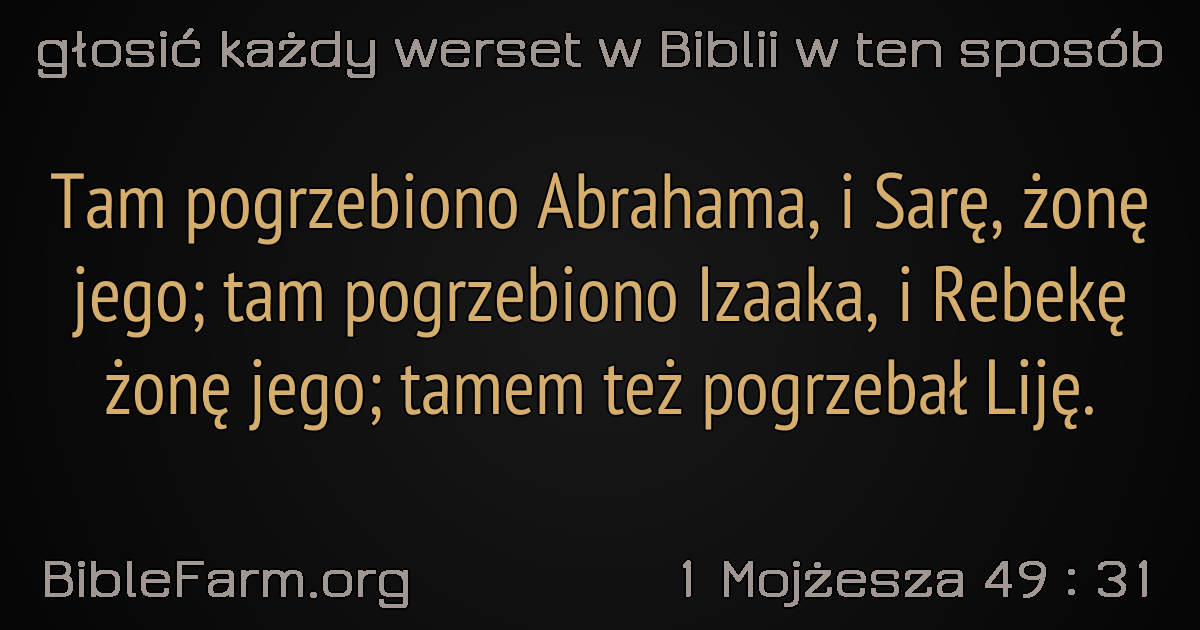 głosić każdy werset w Biblii w ten sposób
Tam pogrzebiono Abrahama, i Sarę, żonę
jego; tam pogrzebiono Izaaka, i Rebekę
żonę jego; tamem też pogrzebał Liję.
BibleFarm.org
1 Mojżesza 49 : 31